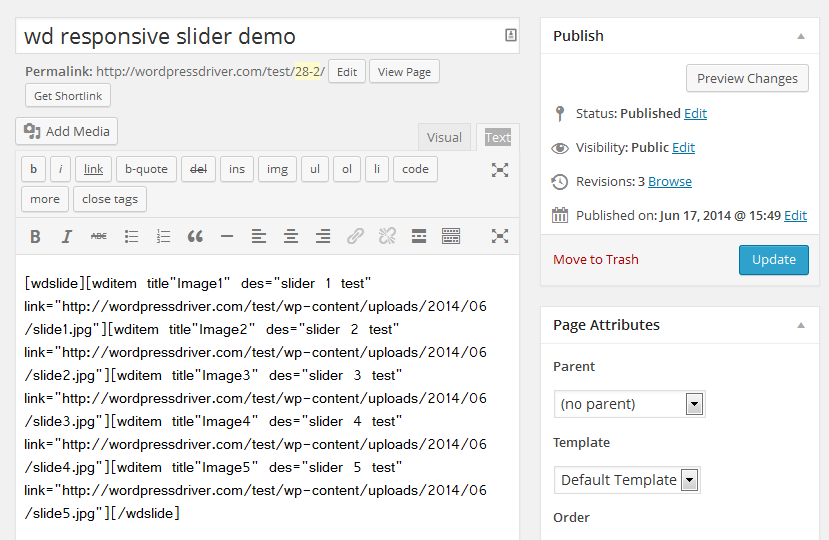 wd responsive slider demo
Permalink: http://wordpressdriver.com/test/28-2/ Edit View Page
Get Shortlink
Add Media
Visual Text
b i link b-quote del ins img ul ol li code
more close tags
B I ABC
[wdslide][wditem title"Image1" des="slider 1 test"
link="http://wordpressdriver.com/test/wp-content/uploads/2014/06
/slide1.jpg"][wditem title"Image2" des="slider 2 test"
link="http://wordpressdriver.com/test/wp-content/uploads/2014/06
/slide2.jpg"][wditem title"Image3" des="slider 3 test"
link="http://wordpressdriver.com/test/wp-content/uploads/2014/06
/slide3.jpg"][wditem title"Image4" des="slider 4 test"
link="http://wordpressdriver.com/test/wp-content/uploads/2014/06
/slide4.jpg"][wditem title"Image5" des="slider 5 test"
link="http://wordpressdriver.com/test/wp-content/uploads/2014/06
/slide5.jpg"][/wdslide]
Publish
Preview Changes
Status: Published Edit
Visibility: Public Edit
Revisions: 3 Browse
Published on: Jun 17, 2014 @ 15:49 Edit
Move to Trash Update
Page Attributes
Parent
(no parent)
Template
Default Template
Order